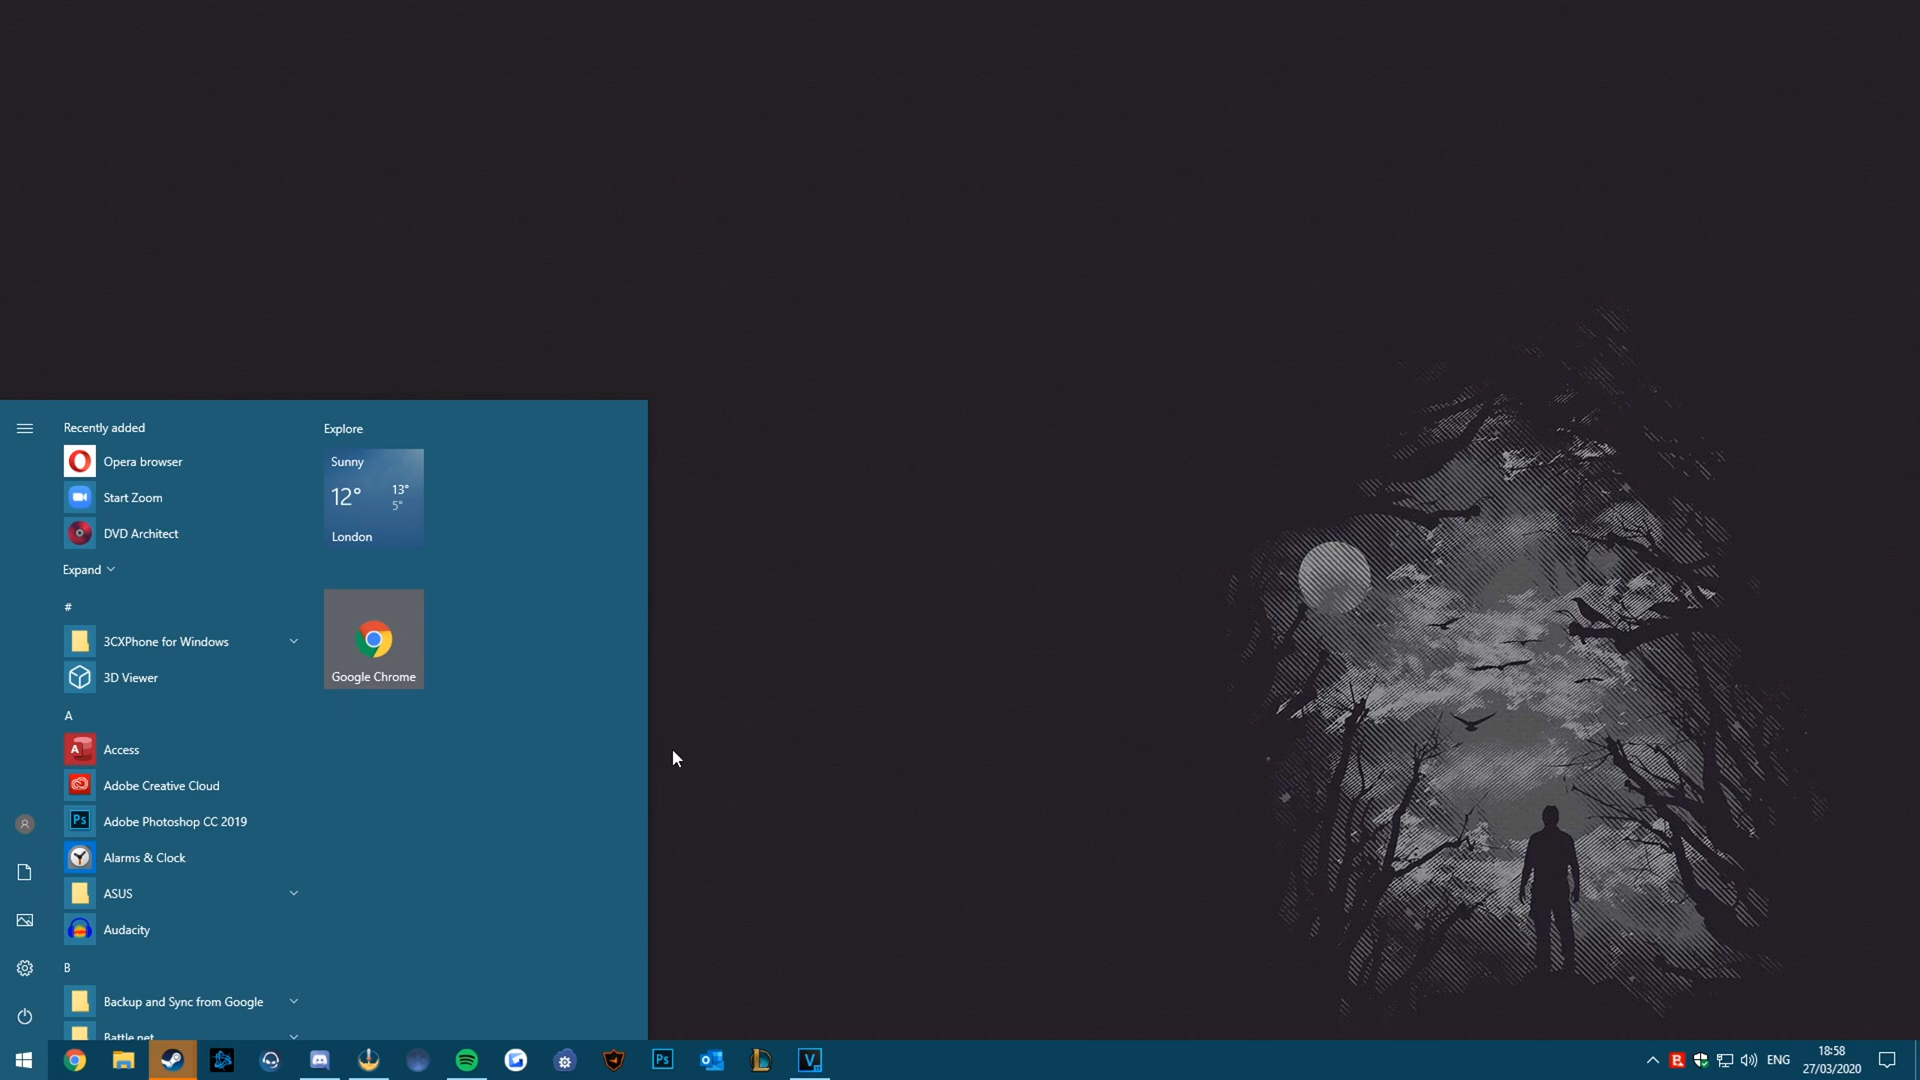 Recently added
Opera browser
Start Zoom
DVD Architect
Expand
#
3CXPhone for Windows
3D Viewer
A
Access
Adobe Creative Cloud
Adobe Photoshop CC 2019
Alarms & Clock
ASUS
Audacity
B
Backup and Sync from Google
Battle.net
Explore
Sunny
12° 13°
5°
London
Google Chrome
ENG
18:58
27/03/2020